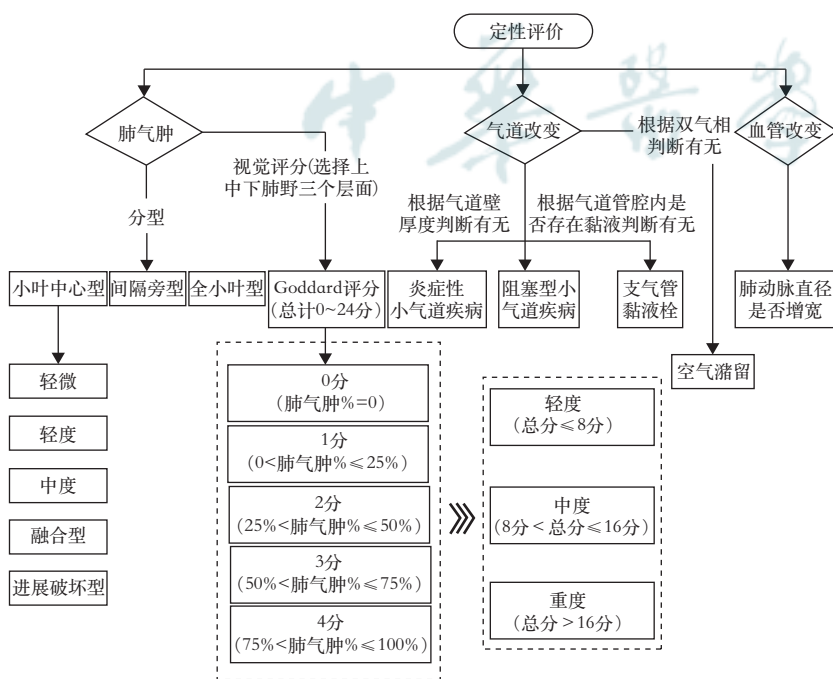 中華醫學
定性评价
肺气肿
气道改变
血管改变
根据双气相
判断有无
视觉评分(选择上
中下肺野三个层面)
分型
根据气道壁
厚度判断有无
根据气道管腔内是
否存在黏液判断有无
小叶中心型
间隔旁型
全小叶型
Goddard评分
(总计0~24分)
炎症性
小气道疾病
阻塞型小
气道疾病
支气管
黏液栓
肺动脉直径
是否增宽
空气潴留
轻微
轻度
中度
融合型
进展破坏型
0分
(肺气肿%=0)
1分
(0<肺气肿%≤25%)
2分
(25%<肺气肿%≤50%)
3分
(50%<肺气肿%≤75%)
4分
(75%<肺气肿%≤100%)
轻度
(总分≤8分)
中度
(8分<总分≤16分)
重度
(总分>16分)